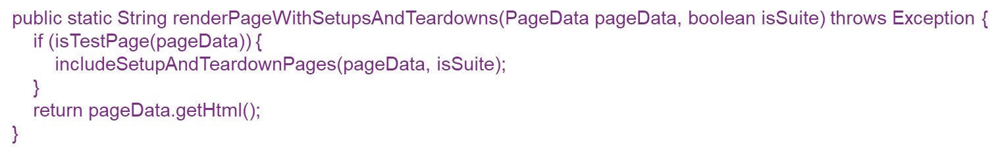 public static String renderPageWithSetupsAndTeardowns(PageData pageData, boolean isSuite) throws Exception {
    if (isTestPage(pageData)) {
        includeSetupAndTeardownPages(pageData, isSuite);
    }
    return pageData.getHtml();
}